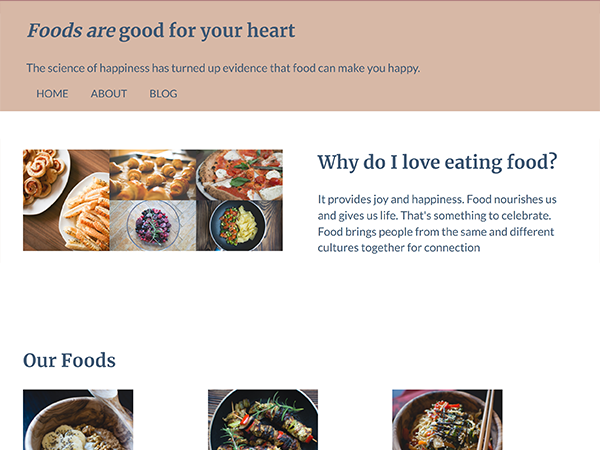 Foods are good for your heart
The science of happiness has turned up evidence that food can make you happy.
HOME ABOUT BLOG
Why do I love eating food?
It provides joy and happiness. Food nourishes us
and gives us life. That's something to celebrate.
Food brings people from the same and different
cultures together for connection
Our Foods